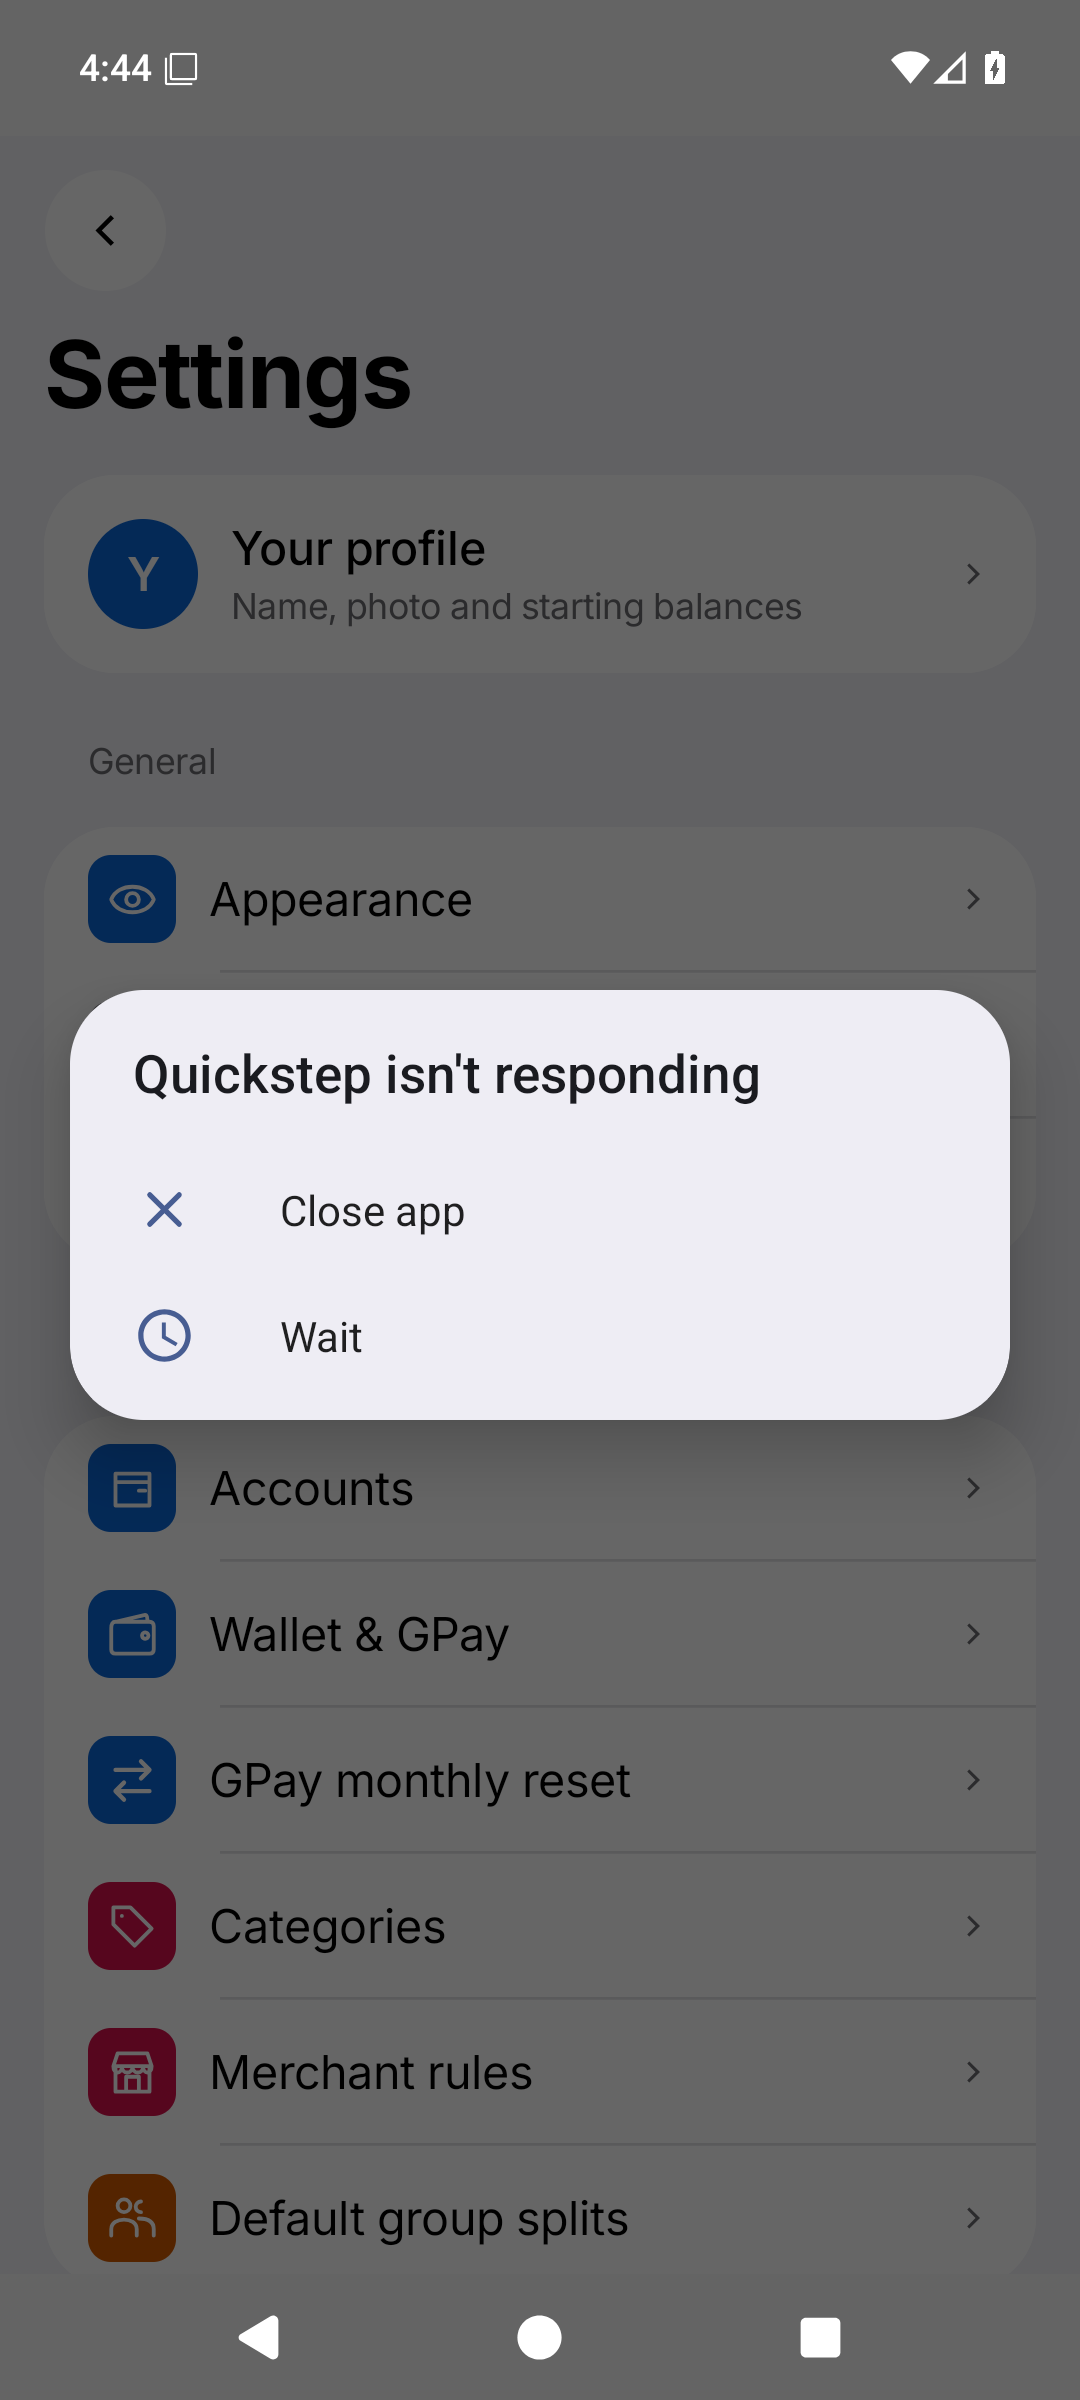 4:44
Settings
Y
Your profile
Name, photo and starting balances
General
Appearance
Quickstep isn't responding
Close app
Wait
Accounts
Wallet & GPay
GPay monthly reset
Categories
Merchant rules
Default group splits